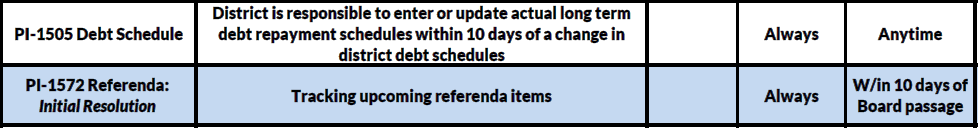 PI-1505 Debt Schedule
District is responsible to enter or update actual long term
debt repayment schedules within 10 days of a change in
district debt schedules
Always
Anytime
PI-1572 Referenda:
Initial Resolution
Tracking upcoming referenda items
Always
W/in 10 days of
Board passage